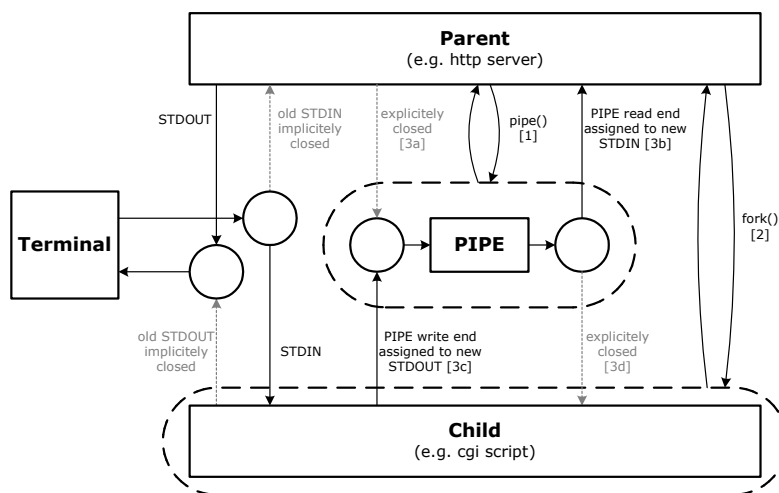 Parent
(e.g. http server)
STDOUT
old STDIN
implicitely
closed
explicitely
closed
[3a]
pipe()
[1]
PIPE read end
assigned to new
STDIN [3b]
fork()
[2]
Terminal
PIPE
old STDOUT
implicitely
closed
STDIN
PIPE write end
assigned to new
STDOUT [3c]
explicitely
closed
[3d]
Child
(e.g. cgi script)